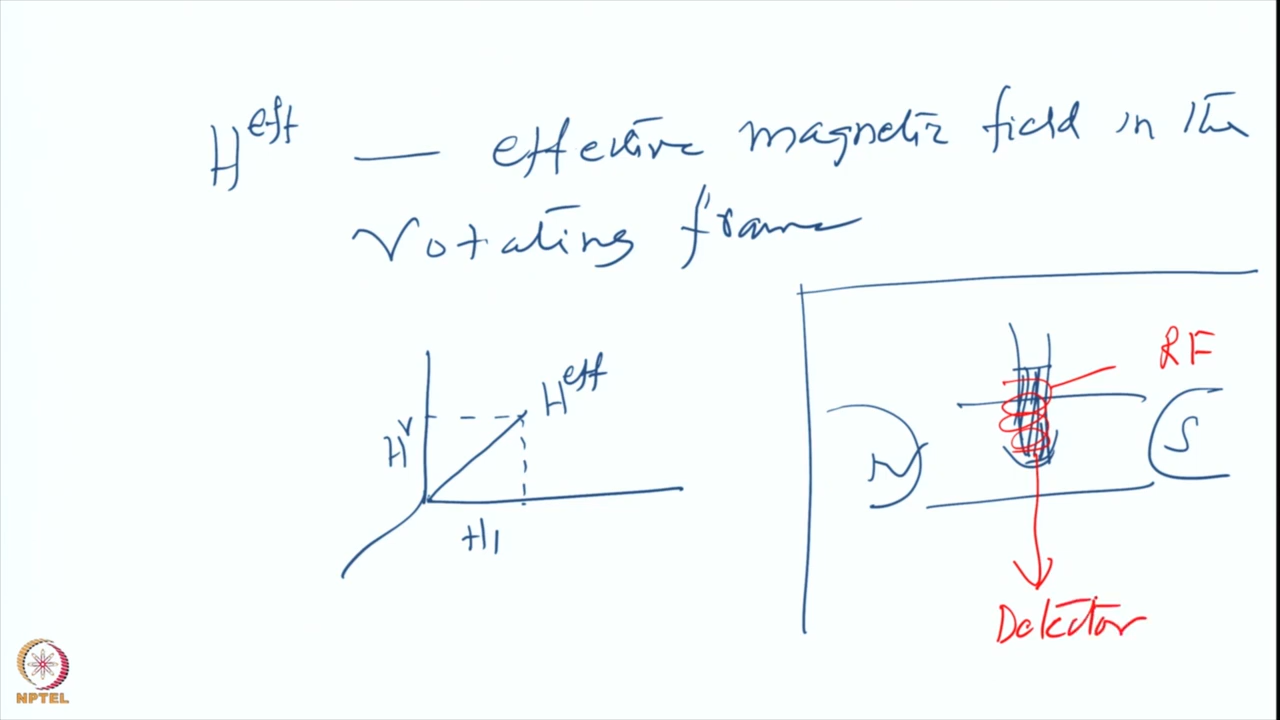 H^eff — effective magnetic field in the
rotating frame
H^eff
H^r
H1
RF
N
S
Detector
NPTEL